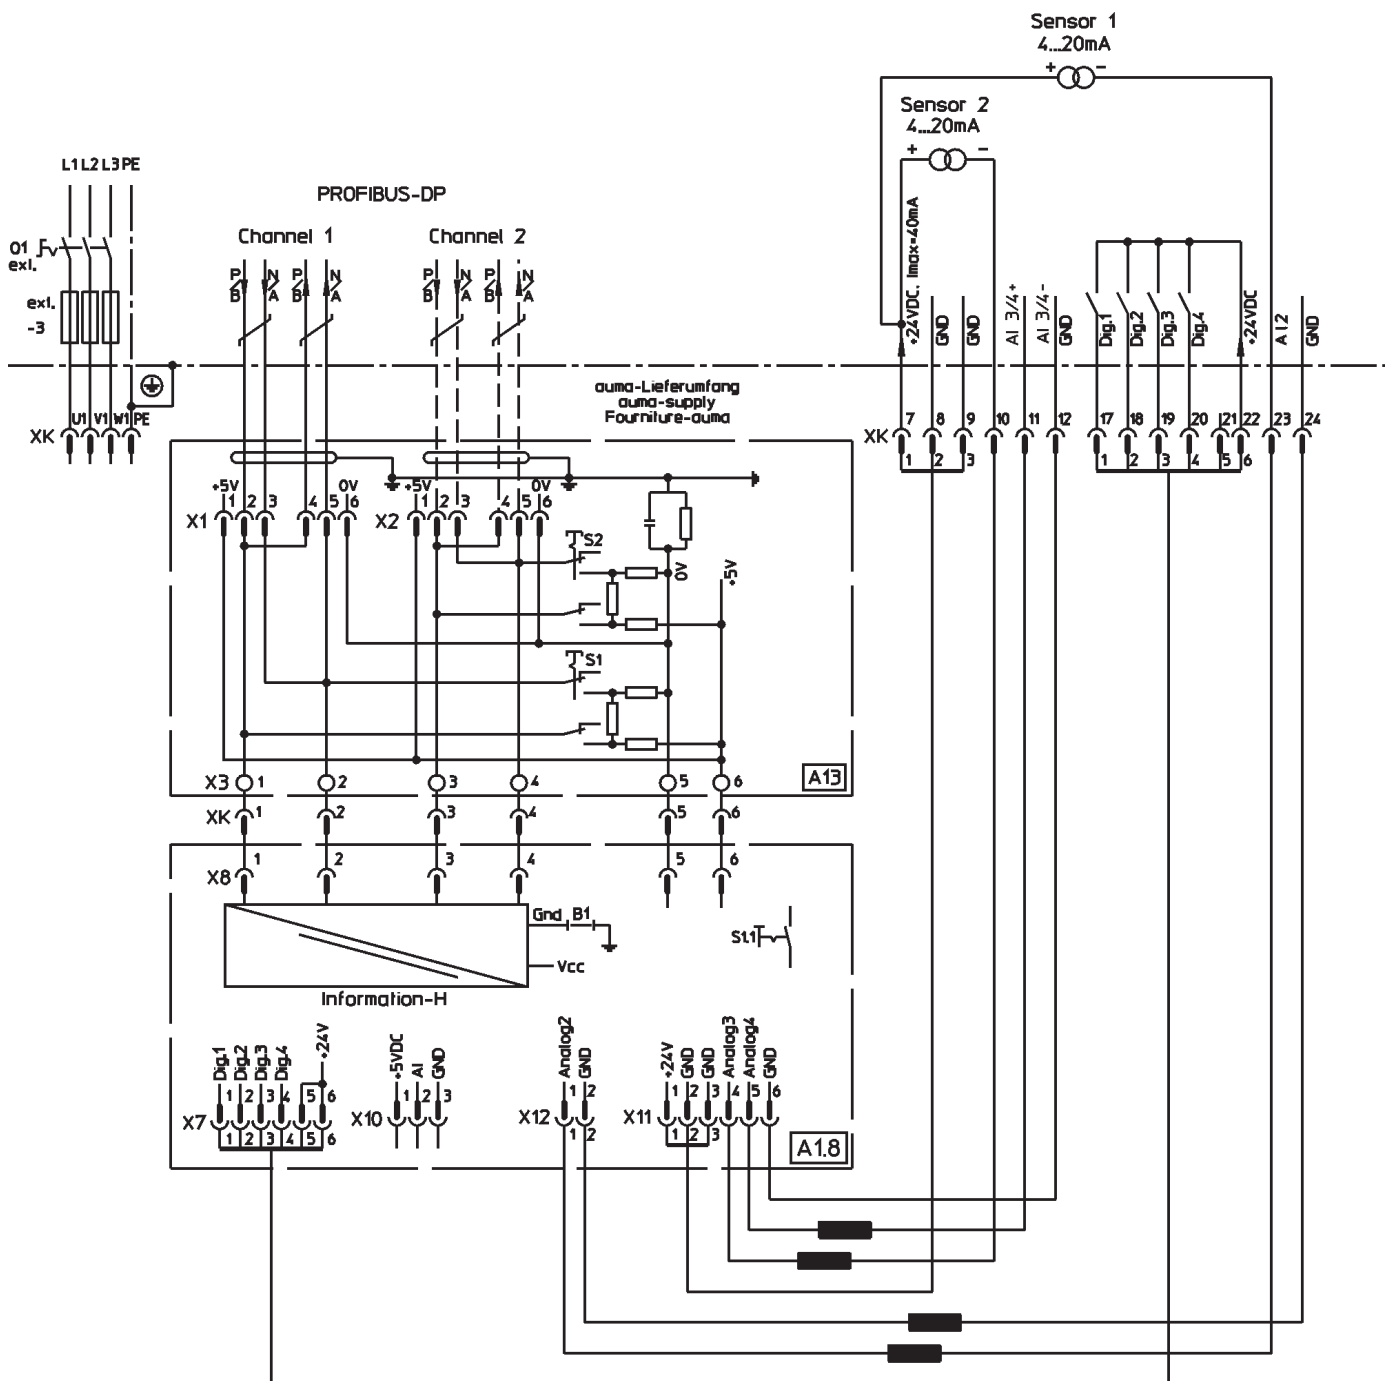 Sensor 1
4...20mA
+ −
Sensor 2
4...20mA
+ −
L1 L2 L3 PE
PROFIBUS-DP
Channel 1 Channel 2
01
exl.
exl.
-3
P/B N/A P/B N/A P/B N/A P/B N/A
+24VDC, Imax=40mA
GND
GND
AI 3/4+
AI 3/4-
GND
Dig.1
Dig.2
Dig.3
Dig.4
+24VDC
AI2
GND
auma-Lieferumfang
auma-supply
Fourniture-auma
XK U1 V1 W1 PE
XK 7 8 9 10 11 12 17 18 19 20 21 22 23 24
1 2 3 1 2 3 4 5 6
+5V 0V +5V 0V
X1 1 2 3 4 5 6
X2 1 2 3 4 5 6
S2
0V
+5V
S1
A13
X3 1 2 3 4 5 6
XK 1 2 3 4 5 6
X8 1 2 3 4 5 6
Gnd B1
Vcc
S1.1
Information-H
Dig.1 Dig.2 Dig.3 Dig.4 +24V
X7 1 2 3 4 5 6
1 2 3 4 5 6
+5VDC AI GND
X10 1 2 3
Analog2 GND
X12 1 2
1 2
+24V GND GND Analog3 Analog4 GND
X11 1 2 3 4 5 6
1 2 3
A1.8